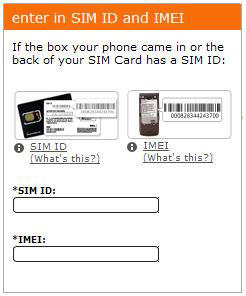 enter in SIM ID and IMEI
If the box your phone came in or the
back of your SIM Card has a SIM ID:
000828344243700
SIM ID
(What's this?)
IMEI
(What's this?)
*SIM ID:
*IMEI: